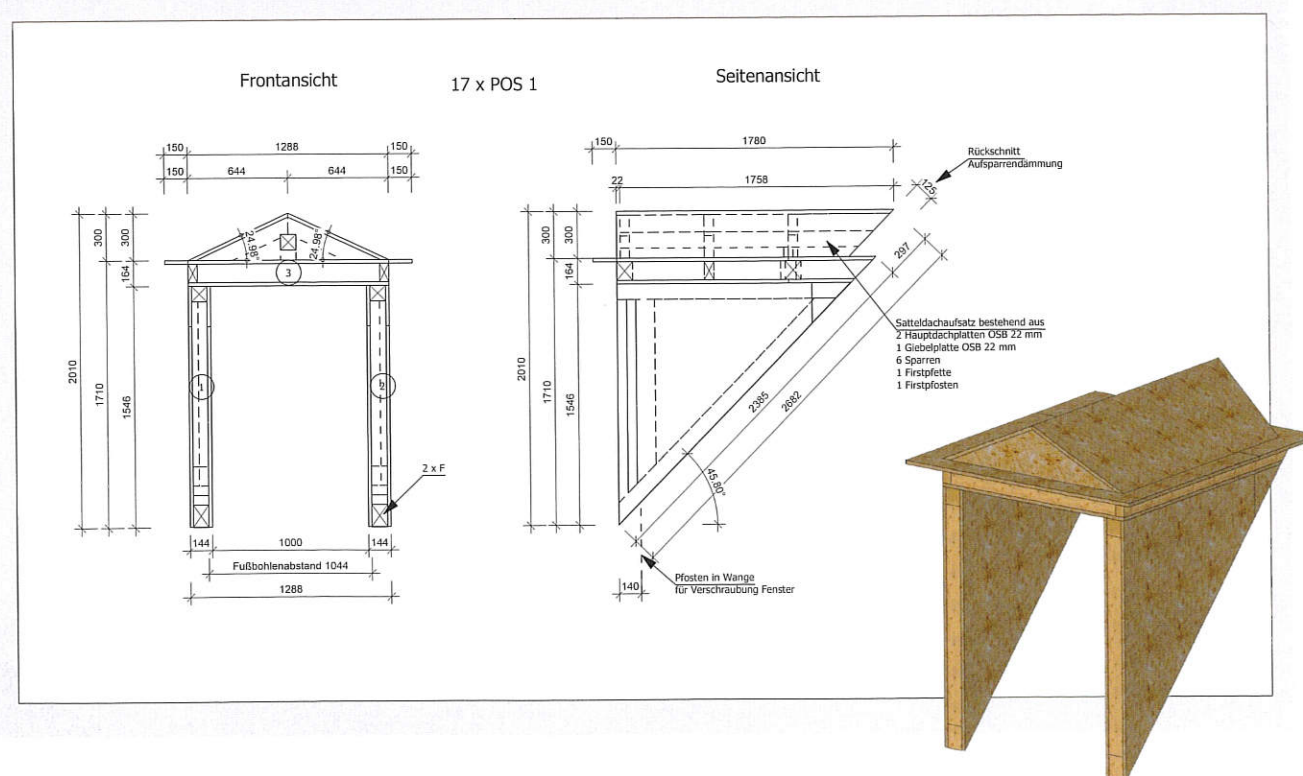 Frontansicht
17 x POS 1
Seitenansicht
150 1288 150
150 644 644 150
300 300
24.98° 24.98°
164
3
2010
1710
1546
1 2
2 x F
144 1000 144
Fußbohlenabstand 1044
1288
150 1780
22 1758
Rückschnitt
Aufsparrendämmung
125
300 300
297
164
Satteldachaufsatz bestehend aus
2 Hauptdachplatten OSB 22 mm
1 Giebelplatte OSB 22 mm
6 Sparren
1 Firstpfette
1 Firstpfosten
2010
1710
1546
2385
2682
45.80°
140
Pfosten in Wange
für Verschraubung Fenster